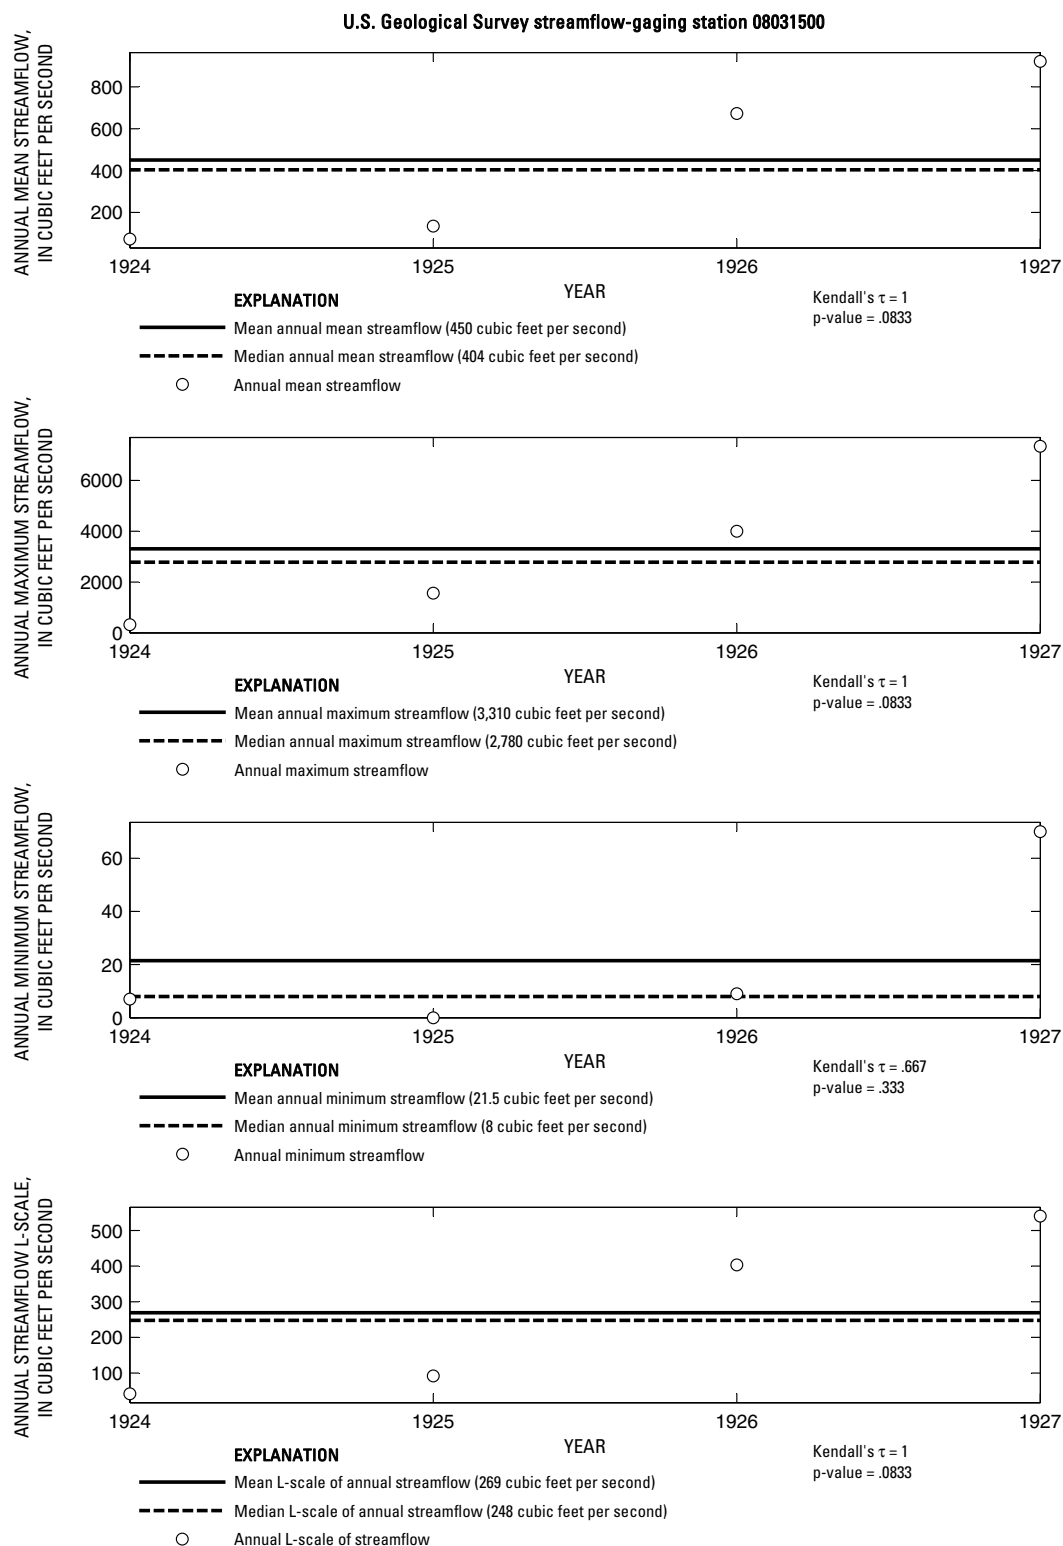 U.S. Geological Survey streamflow-gaging station 08031500
ANNUAL MEAN STREAMFLOW,
IN CUBIC FEET PER SECOND
800
600
400
200
1924
1925
1926
1927
YEAR
Kendall's τ = 1
p-value = .0833
EXPLANATION
Mean annual mean streamflow (450 cubic feet per second)
Median annual mean streamflow (404 cubic feet per second)
Annual mean streamflow
ANNUAL MAXIMUM STREAMFLOW,
IN CUBIC FEET PER SECOND
6000
4000
2000
0
1924
1925
1926
1927
YEAR
Kendall's τ = 1
p-value = .0833
EXPLANATION
Mean annual maximum streamflow (3,310 cubic feet per second)
Median annual maximum streamflow (2,780 cubic feet per second)
Annual maximum streamflow
ANNUAL MINIMUM STREAMFLOW,
IN CUBIC FEET PER SECOND
60
40
20
0
1924
1925
1926
1927
YEAR
Kendall's τ = .667
p-value = .333
EXPLANATION
Mean annual minimum streamflow (21.5 cubic feet per second)
Median annual minimum streamflow (8 cubic feet per second)
Annual minimum streamflow
ANNUAL STREAMFLOW L-SCALE,
IN CUBIC FEET PER SECOND
500
400
300
200
100
1924
1925
1926
1927
YEAR
Kendall's τ = 1
p-value = .0833
EXPLANATION
Mean L-scale of annual streamflow (269 cubic feet per second)
Median L-scale of annual streamflow (248 cubic feet per second)
Annual L-scale of streamflow